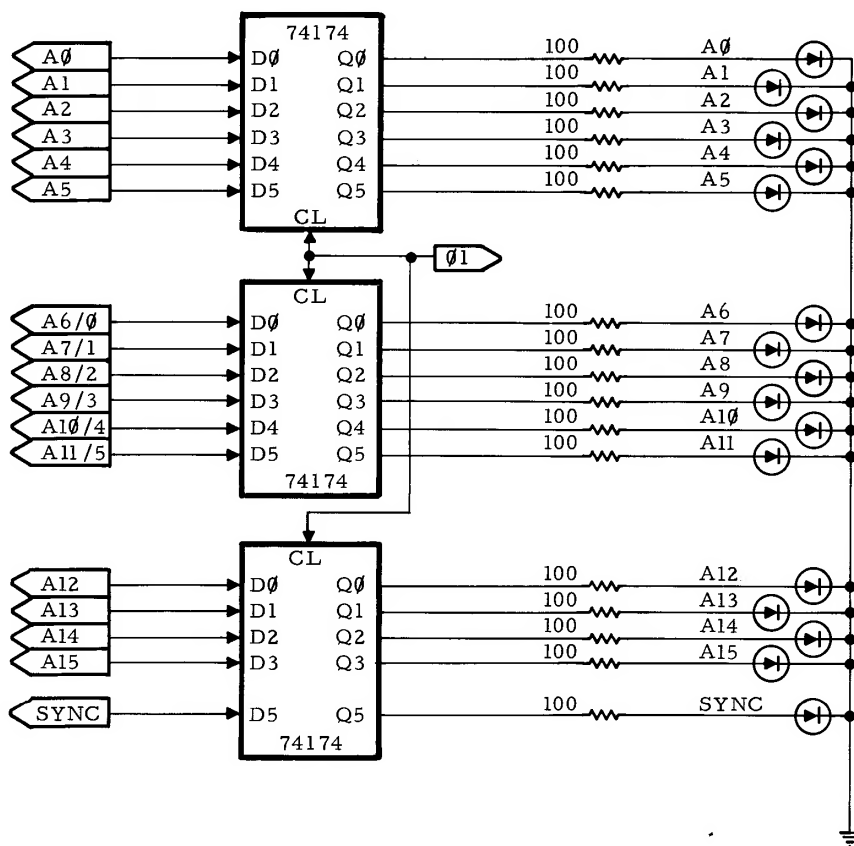 74174
AØ DØ QØ 100 AØ
A1 D1 Q1 100 A1
A2 D2 Q2 100 A2
A3 D3 Q3 100 A3
A4 D4 Q4 100 A4
A5 D5 Q5 100 A5
CL
Ø1
CL
A6/Ø DØ QØ 100 A6
A7/1 D1 Q1 100 A7
A8/2 D2 Q2 100 A8
A9/3 D3 Q3 100 A9
A1Ø/4 D4 Q4 100 A1Ø
A11/5 D5 Q5 100 A11
74174
CL
A12 DØ QØ 100 A12
A13 D1 Q1 100 A13
A14 D2 Q2 100 A14
A15 D3 Q3 100 A15
SYNC D5 Q5 100 SYNC
74174